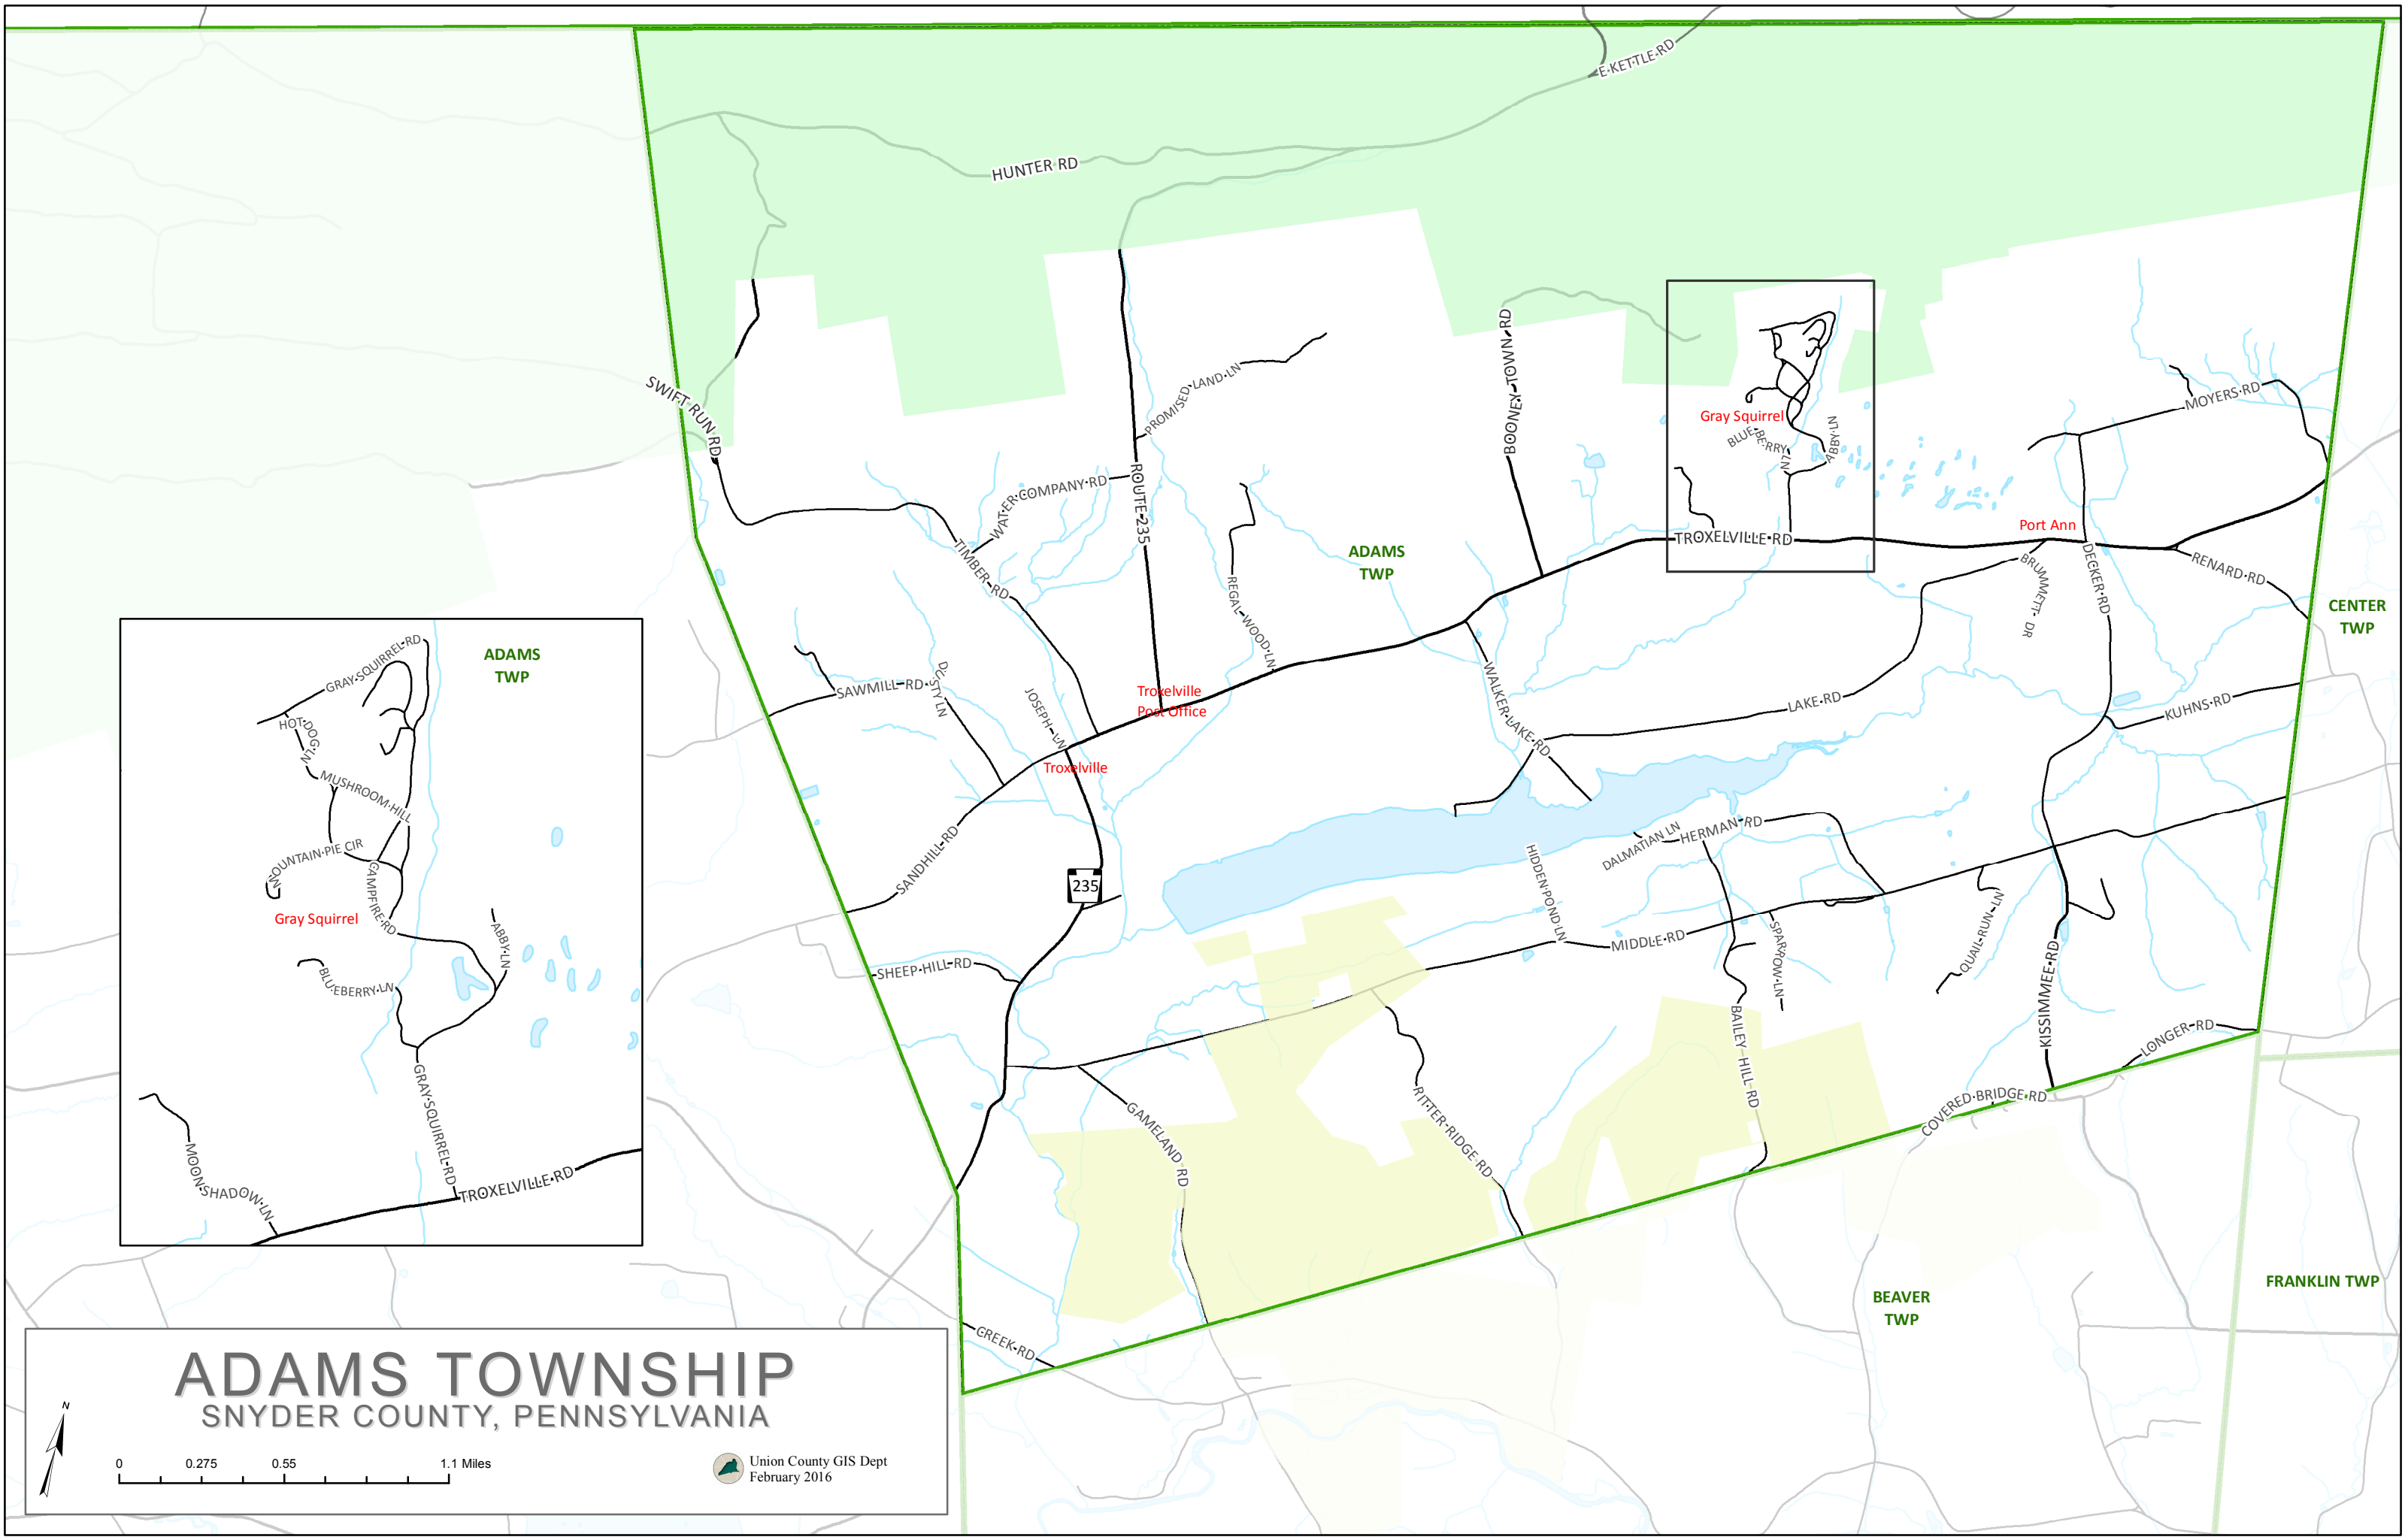 E KETTLE RD
HUNTER RD
SWIFT RUN RD
PROMISED LAND LN
BOONEY TOWN RD
MOYERS RD
Gray Squirrel
BLUEBERRY LN
ABBY LN
WATER COMPANY RD
ROUTE 235
TIMBER RD
ADAMS
TWP
TROXELVILLE RD
Port Ann
DECKER RD
BRUMMETT DR
RENARD RD
CENTER
TWP
REGAL WOOD LN
SAWMILL RD
DUSTY LN
JOSEPH LN
Troxelville
Post Office
Troxelville
WALKER LAKE RD
LAKE RD
KUHNS RD
SANDHILL RD
235
DALMATIAN LN
HERMAN RD
HIDDEN POND LN
MIDDLE RD
SPARROW LN
QUAIL RUN LN
SHEEP HILL RD
BAILEY HILL RD
KISSIMMEE RD
LONGER RD
COVERED BRIDGE RD
GAMELAND RD
RITTER RIDGE RD
CREEK RD
BEAVER
TWP
FRANKLIN TWP
ADAMS
TWP
GRAY SQUIRREL RD
HOT DOG LN
MUSHROOM HILL
MOUNTAIN PIE CIR
CAMPFIRE RD
Gray Squirrel
ABBY LN
BLUEBERRY LN
GRAY SQUIRREL RD
MOON SHADOW LN
TROXELVILLE RD
ADAMS TOWNSHIP
SNYDER COUNTY, PENNSYLVANIA
N
0 0.275 0.55 1.1 Miles
Union County GIS Dept
February 2016